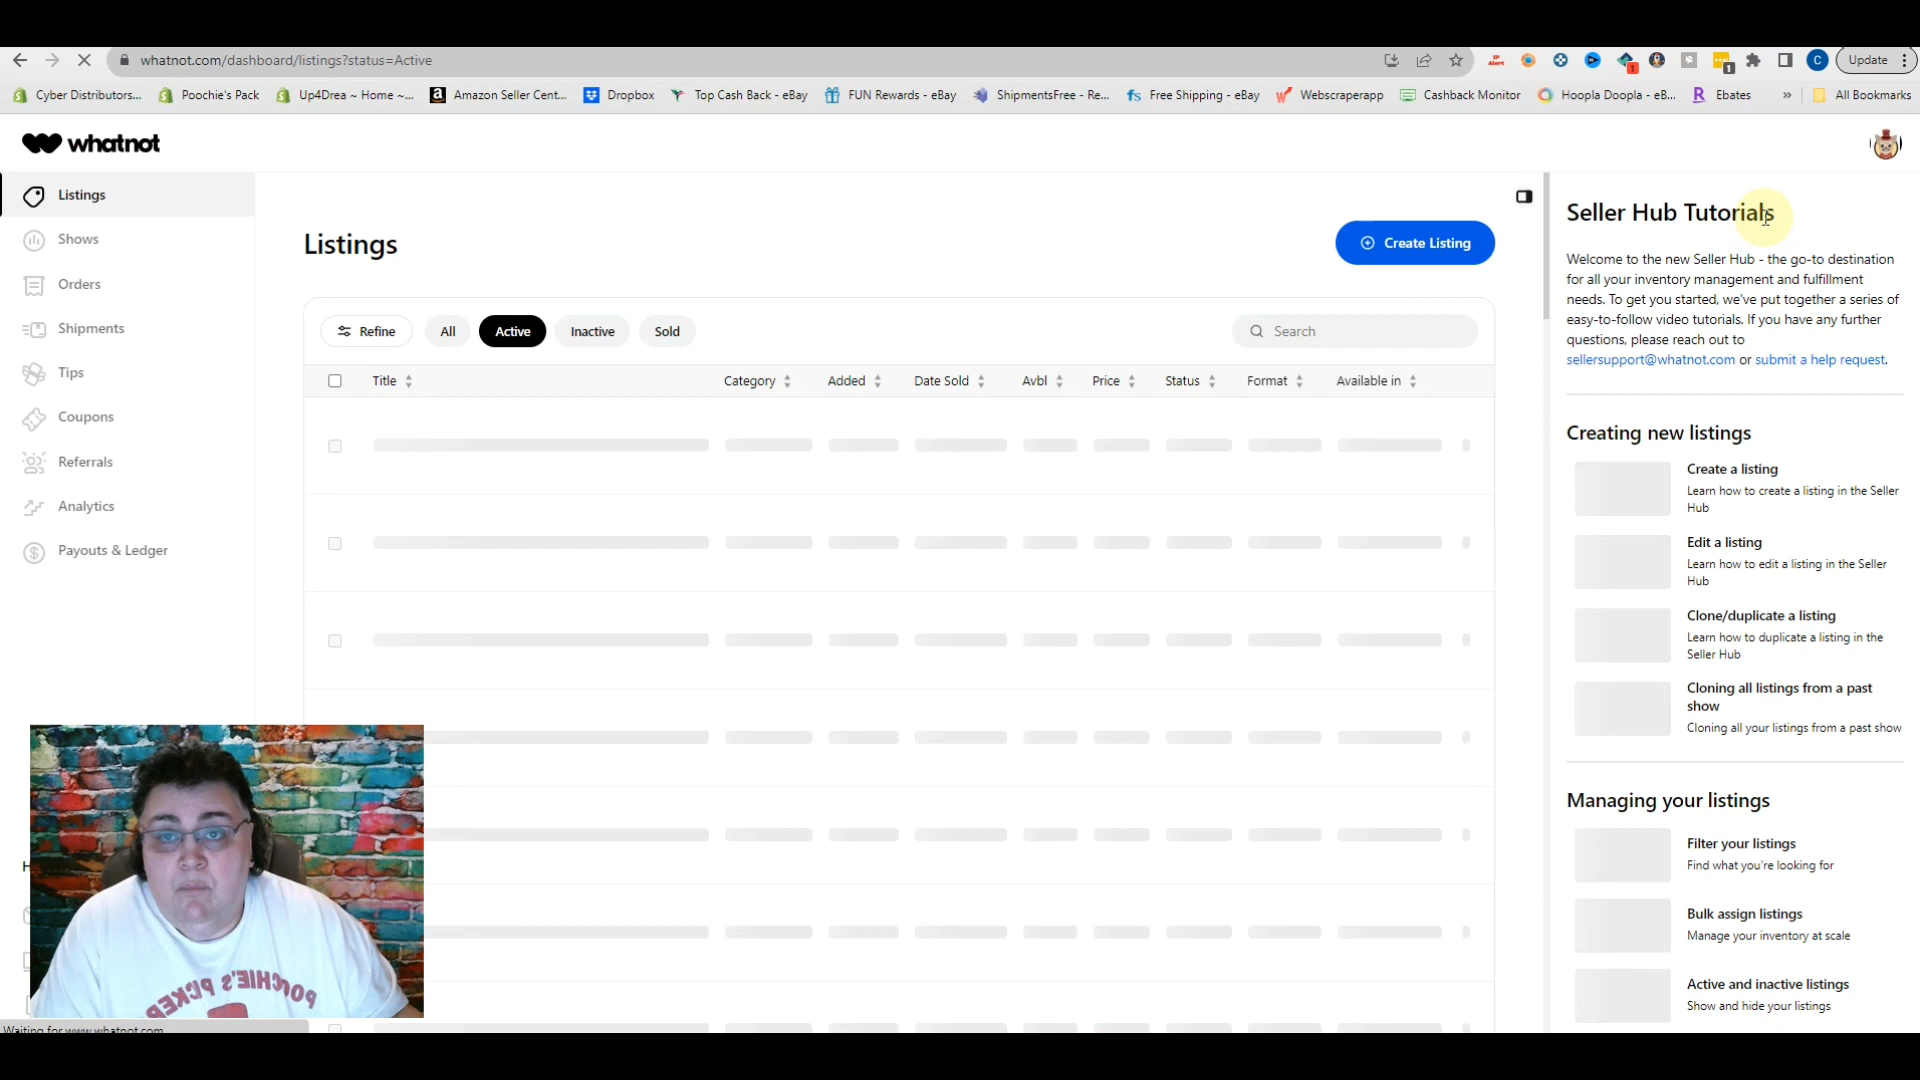 whatnot.com/dashboard/listings?status=Active
Update
Cyber Distributors...
Poochie's Pack
Up4Drea ~ Home ~...
Amazon Seller Cent...
Dropbox
Top Cash Back - eBay
FUN Rewards - eBay
ShipmentsFree - Re...
Free Shipping - eBay
Webscraperapp
Cashback Monitor
Hoopla Doopla - eB...
Ebates
»
All Bookmarks
whatnot
Listings
Shows
Orders
Shipments
Tips
Coupons
Referrals
Analytics
Payouts & Ledger
Listings
Create Listing
Refine
All
Active
Inactive
Sold
Search
Title
Category
Added
Date Sold
Avbl
Price
Status
Format
Available in
Seller Hub Tutorials
Welcome to the new Seller Hub - the go-to destination
for all your inventory management and fulfillment
needs. To get you started, we've put together a series of
easy-to-follow video tutorials. If you have any further
questions, please reach out to
sellersupport@whatnot.com or submit a help request.
Creating new listings
Create a listing
Learn how to create a listing in the Seller
Hub
Edit a listing
Learn how to edit a listing in the Seller
Hub
Clone/duplicate a listing
Learn how to duplicate a listing in the
Seller Hub
Cloning all listings from a past
show
Cloning all your listings from a past show
Managing your listings
Filter your listings
Find what you're looking for
Bulk assign listings
Manage your inventory at scale
Active and inactive listings
Show and hide your listings
POOCHIE'S PICKER
Waiting for www.whatnot.com